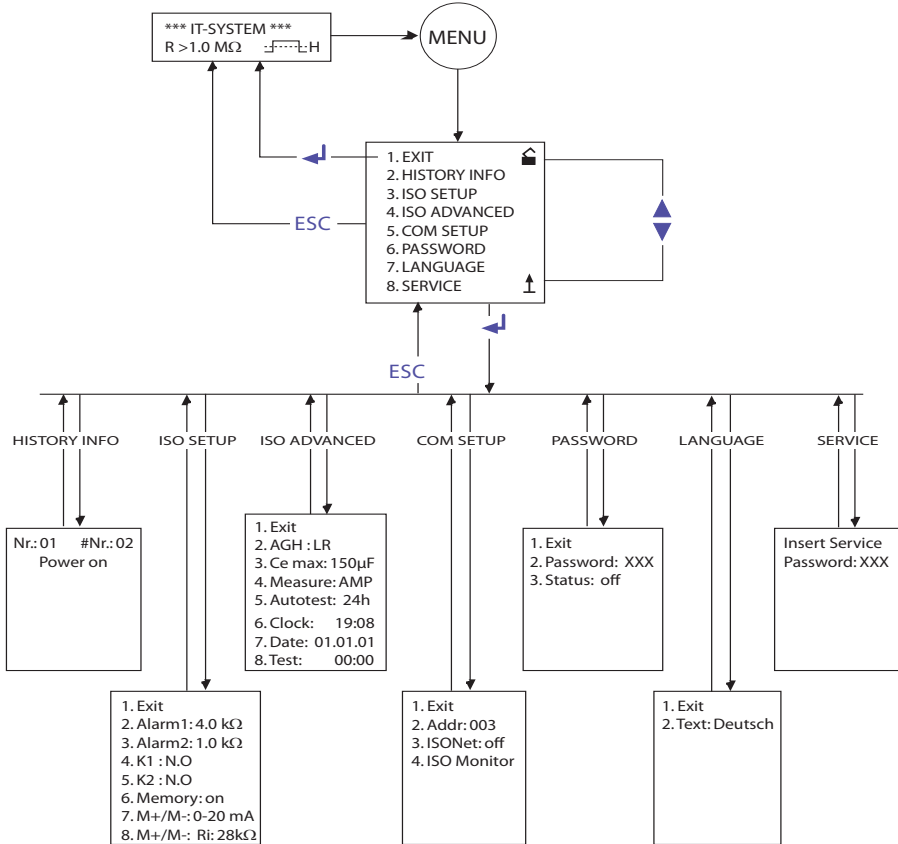 *** IT-SYSTEM ***
R >1.0 MΩ H
MENU
1. EXIT
2. HISTORY INFO
3. ISO SETUP
4. ISO ADVANCED
5. COM SETUP
6. PASSWORD
7. LANGUAGE
8. SERVICE
ESC
ESC
HISTORY INFO
ISO SETUP
ISO ADVANCED
COM SETUP
PASSWORD
LANGUAGE
SERVICE
Nr.: 01 #Nr.: 02
Power on
1. Exit
2. AGH : LR
3. Ce max: 150µF
4. Measure: AMP
5. Autotest: 24h
6. Clock: 19:08
7. Date: 01.01.01
8. Test: 00:00
1. Exit
2. Password: XXX
3. Status: off
Insert Service
Password: XXX
1. Exit
2. Alarm1: 4.0 kΩ
3. Alarm2: 1.0 kΩ
4. K1 : N.O
5. K2 : N.O
6. Memory: on
7. M+/M-: 0-20 mA
8. M+/M-: Ri: 28kΩ
1. Exit
2. Addr: 003
3. ISONet: off
4. ISO Monitor
1. Exit
2. Text: Deutsch